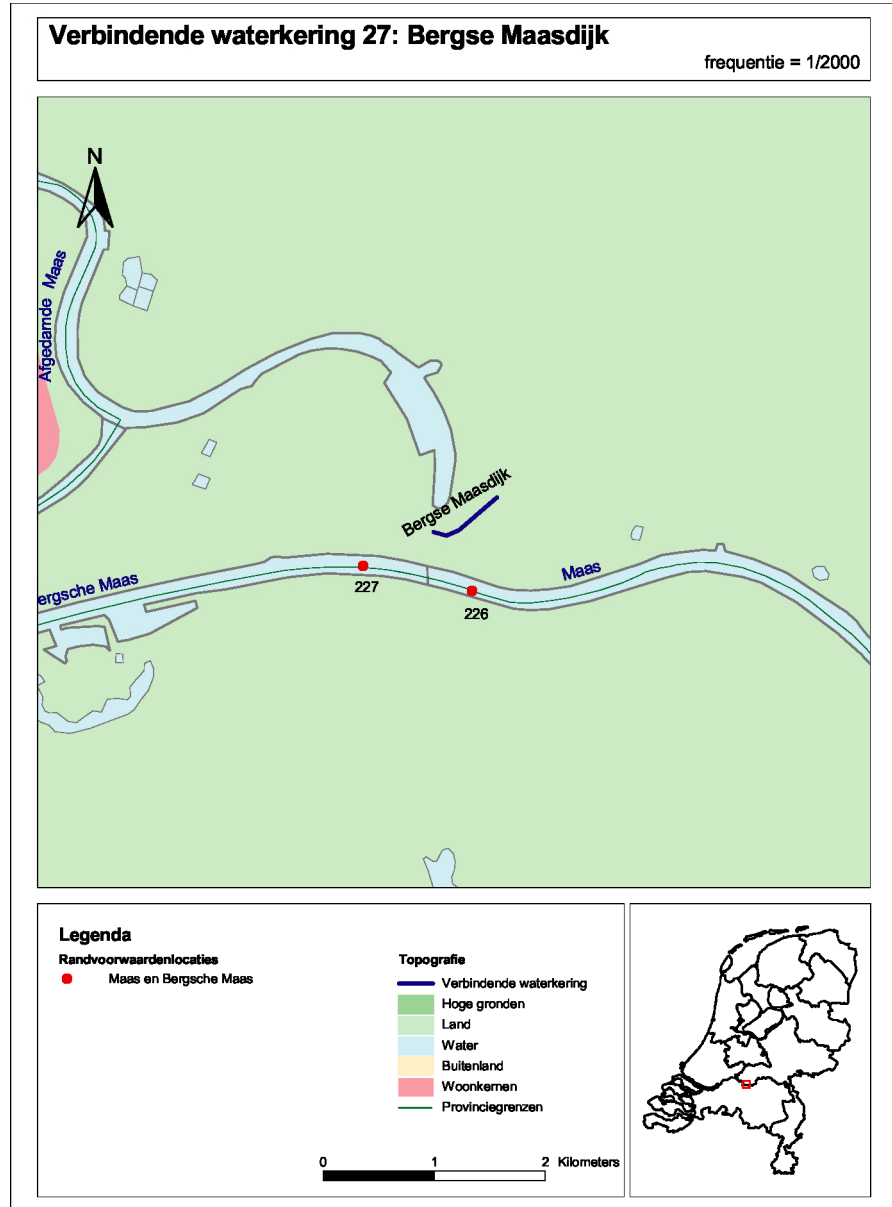 Verbindende waterkering 27: Bergse Maasdijk
frequentie = 1/2000
N
Afgedamde Maas
Bergse Maasdijk
ergsche Maas
227
226
Maas
Legenda
Randvoorwaardenlocaties
Maas en Bergsche Maas
Topografie
Verbindende waterkering
Hoge gronden
Land
Water
Buitenland
Woonkernen
Provinciegrenzen
0 1 2 Kilometers